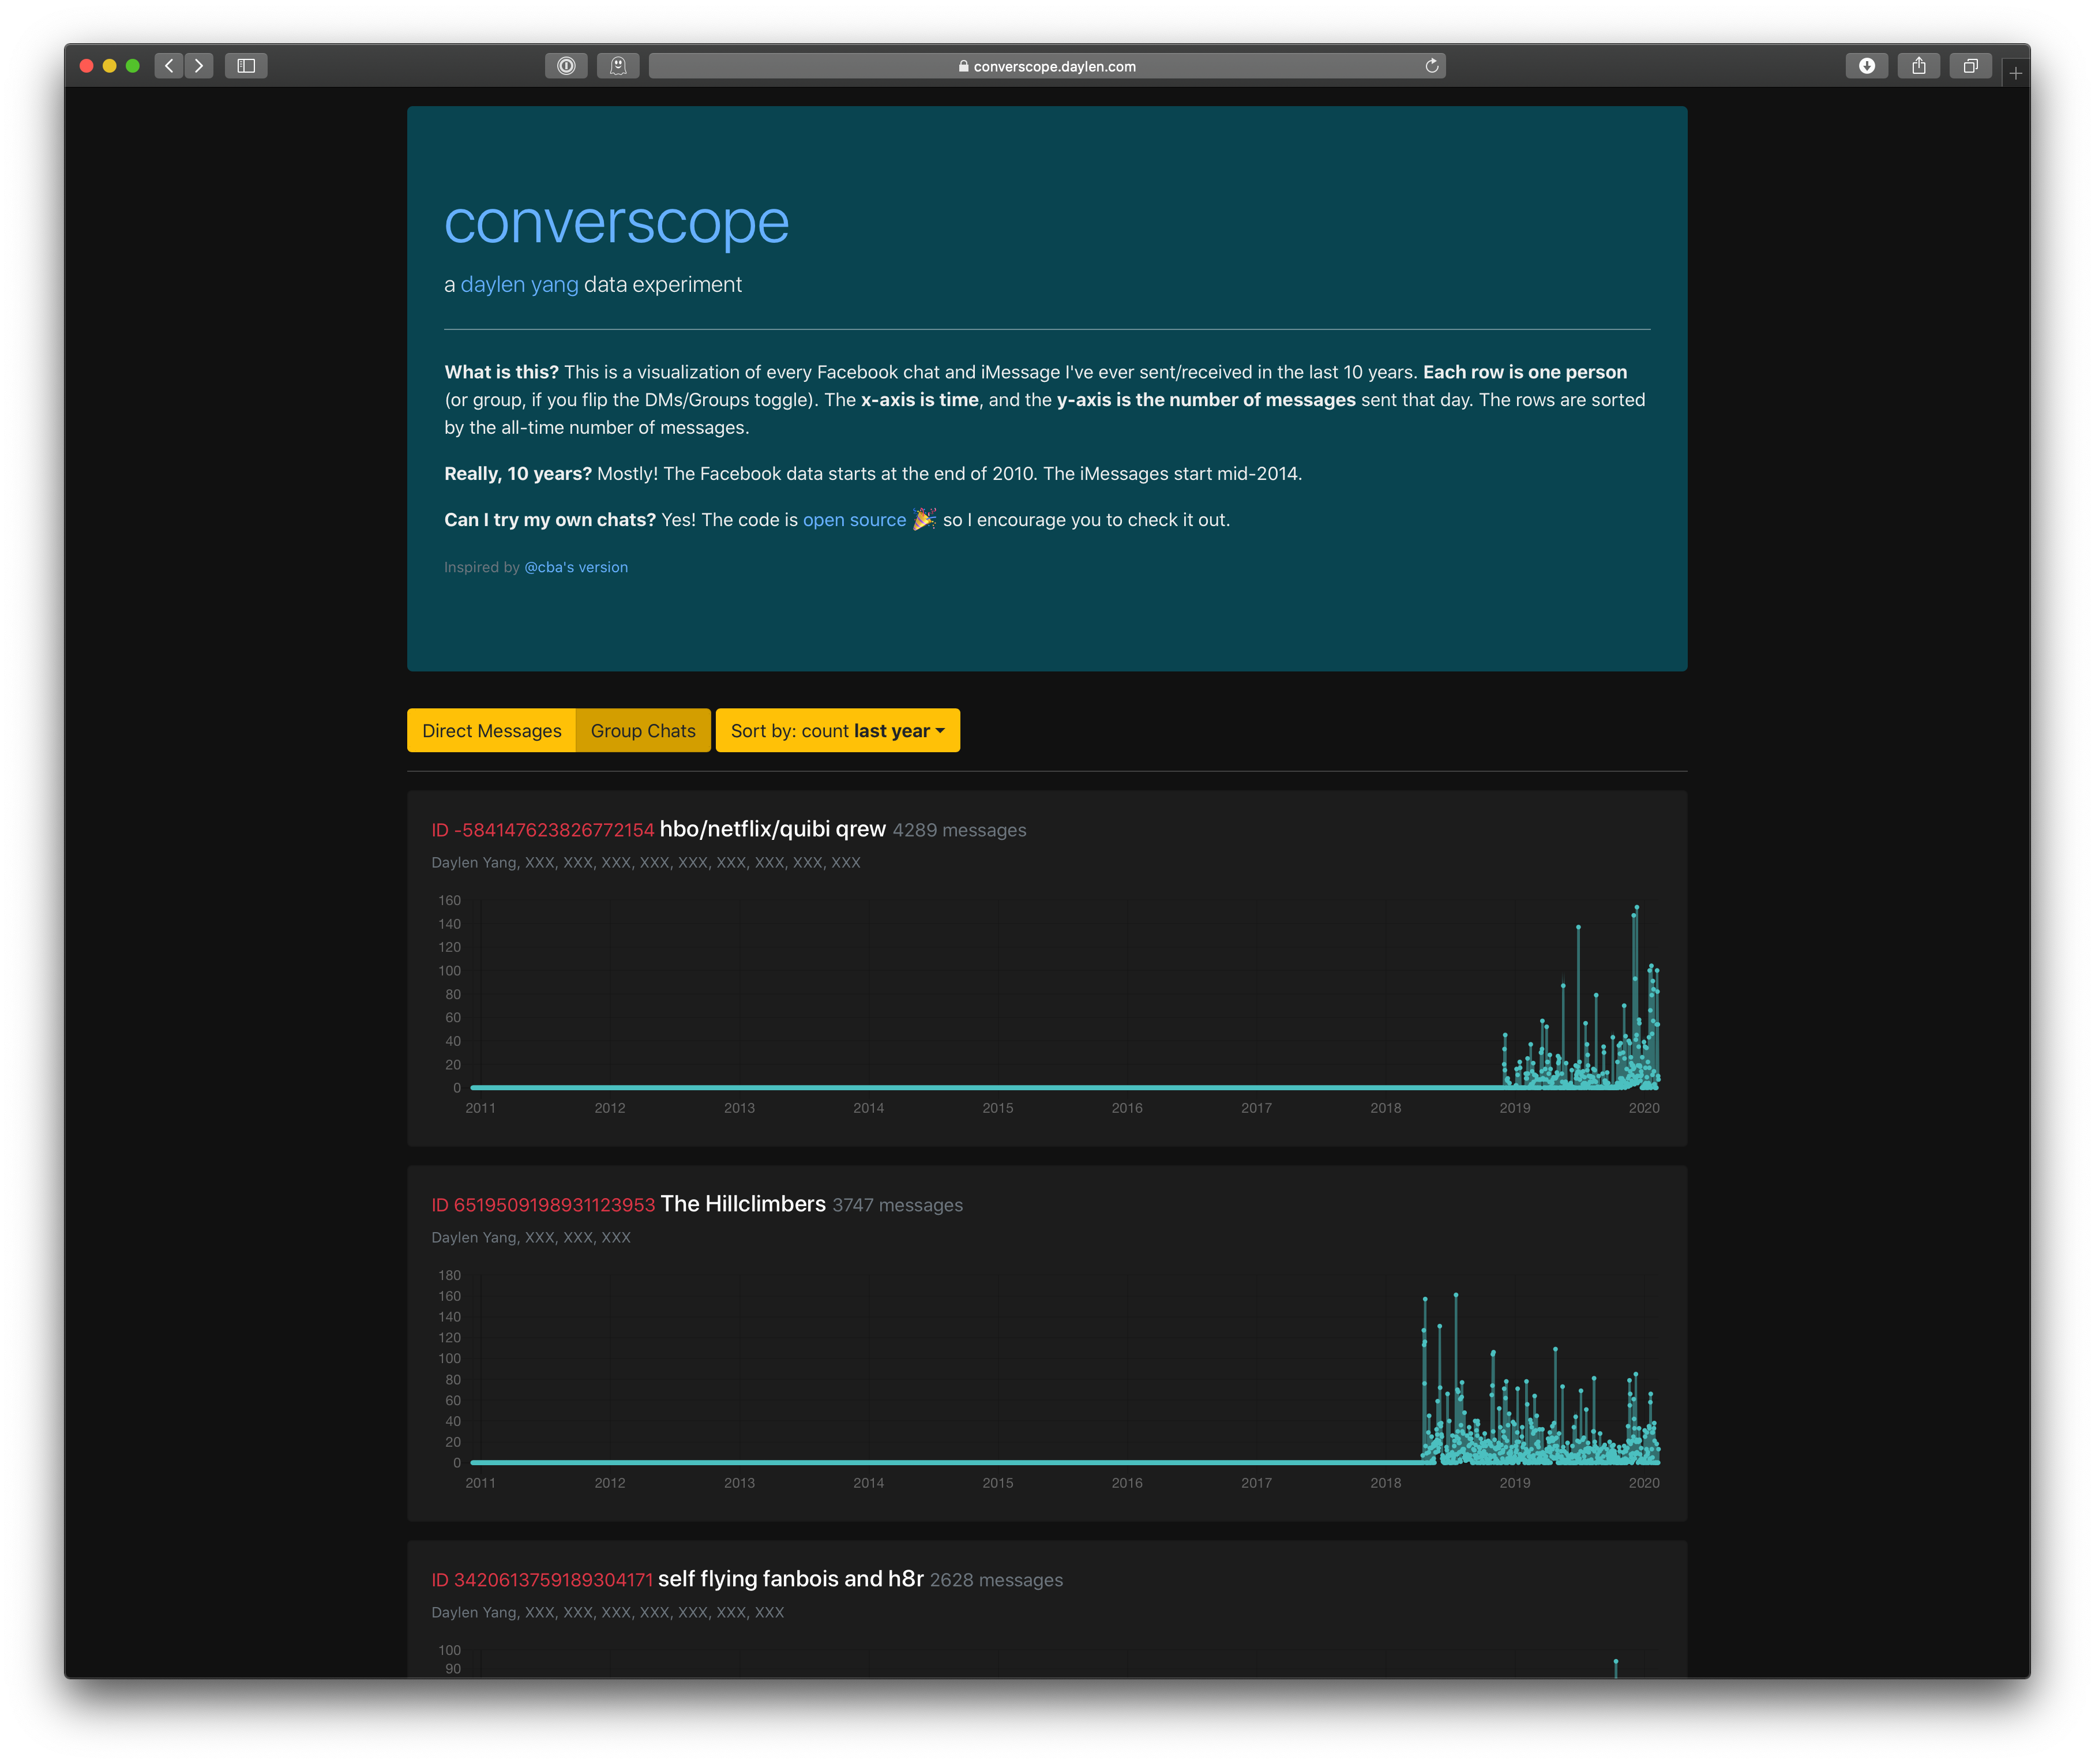 converscope.daylen.com
converscope
a daylen yang data experiment
What is this? This is a visualization of every Facebook chat and iMessage I've ever sent/received in the last 10 years. Each row is one person
(or group, if you flip the DMs/Groups toggle). The x-axis is time, and the y-axis is the number of messages sent that day. The rows are sorted
by the all-time number of messages.
Really, 10 years? Mostly! The Facebook data starts at the end of 2010. The iMessages start mid-2014.
Can I try my own chats? Yes! The code is open source 🎉 so I encourage you to check it out.
Inspired by @cba's version
Direct Messages Group Chats Sort by: count last year
ID -584147623826772154 hbo/netflix/quibi qrew 4289 messages
Daylen Yang, XXX, XXX, XXX, XXX, XXX, XXX, XXX, XXX, XXX
160
140
120
100
80
60
40
20
0
2011 2012 2013 2014 2015 2016 2017 2018 2019 2020
ID 6519509198931123953 The Hillclimbers 3747 messages
Daylen Yang, XXX, XXX, XXX
180
160
140
120
100
80
60
40
20
0
2011 2012 2013 2014 2015 2016 2017 2018 2019 2020
ID 3420613759189304171 self flying fanbois and h8r 2628 messages
Daylen Yang, XXX, XXX, XXX, XXX, XXX, XXX, XXX
100
90